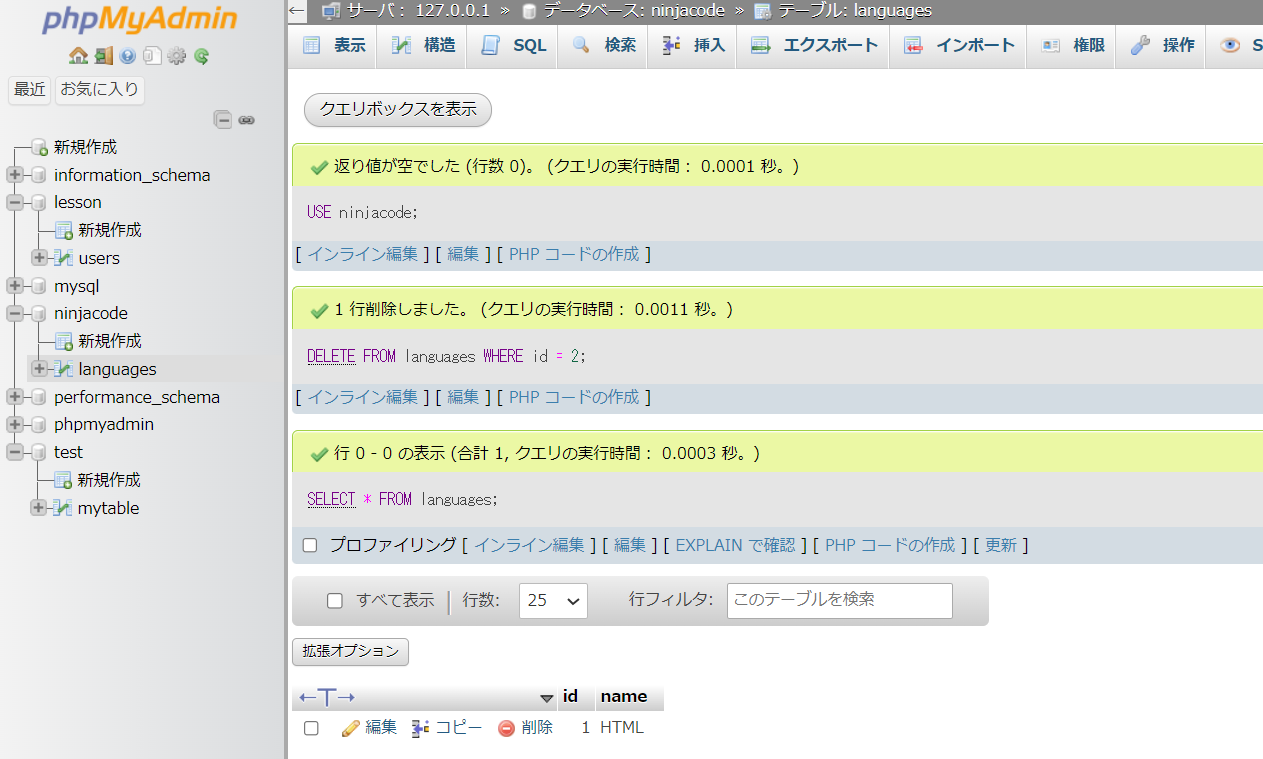 phpMyAdmin
最近 お気に入り
新規作成
information_schema
lesson
新規作成
users
mysql
ninjacode
新規作成
languages
performance_schema
phpmyadmin
test
新規作成
mytable
← サーバ: 127.0.0.1 » データベース: ninjacode » テーブル: languages
表示 構造 SQL 検索 挿入 エクスポート インポート 権限 操作 S
クエリボックスを表示
返り値が空でした (行数 0)。 (クエリの実行時間: 0.0001 秒。)
USE ninjacode;
[ インライン編集 ] [ 編集 ] [ PHP コードの作成 ]
1 行削除しました。 (クエリの実行時間: 0.0011 秒。)
DELETE FROM languages WHERE id = 2;
[ インライン編集 ] [ 編集 ] [ PHP コードの作成 ]
行 0 - 0 の表示 (合計 1, クエリの実行時間: 0.0003 秒。)
SELECT * FROM languages;
プロファイリング [ インライン編集 ] [ 編集 ] [ EXPLAIN で確認 ] [ PHP コードの作成 ] [ 更新 ]
すべて表示 | 行数: 25 行フィルタ: このテーブルを検索
拡張オプション
←T→ id name
編集 コピー 削除 1 HTML